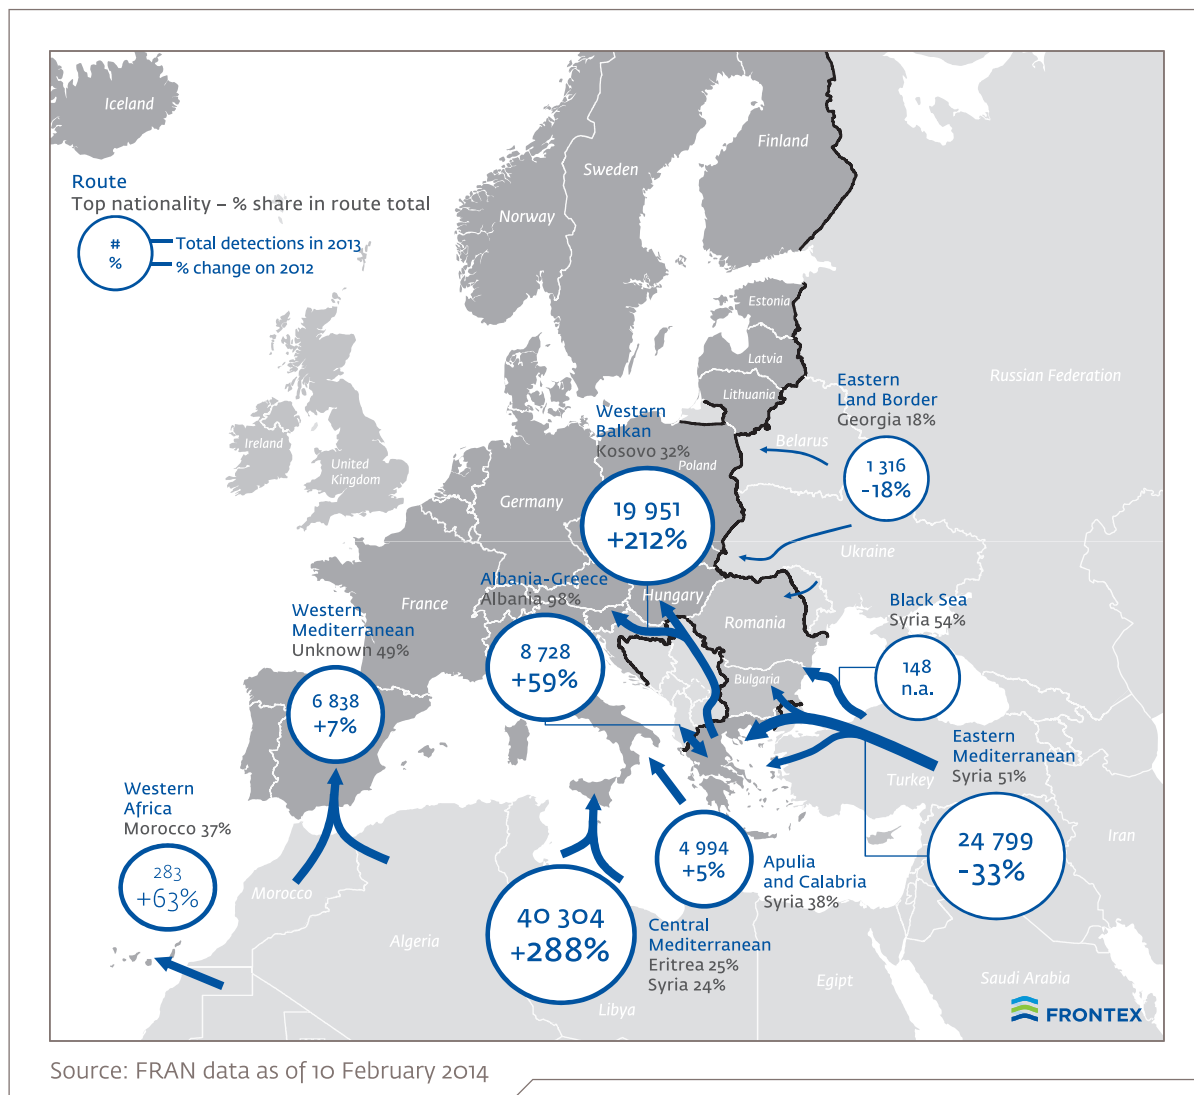 Iceland
Finland
Sweden
Norway
Route
Top nationality – % share in route total
#
%
Total detections in 2013
% change on 2012
Estonia
Latvia
Lithuania
Russian Federation
Eastern
Land Border
Georgia 18%
1 316
-18%
Belarus
Western
Balkan
Kosovo 32%
19 951
+212%
Poland
Ireland
United
Kingdom
Germany
Ukraine
Albania-Greece
Albania 98%
8 728
+59%
Hungary
France
Romania
Black Sea
Syria 54%
148
n.a.
Western
Mediterranean
Unknown 49%
6 838
+7%
Bulgaria
Eastern
Mediterranean
Syria 51%
24 799
-33%
Turkey
Iran
Western
Africa
Morocco 37%
283
+63%
Morocco
4 994
+5%
Apulia
and Calabria
Syria 38%
40 304
+288%
Central
Mediterranean
Eritrea 25%
Syria 24%
Algeria
Libya
Egipt
Saudi Arabia
FRONTEX
Source: FRAN data as of 10 February 2014